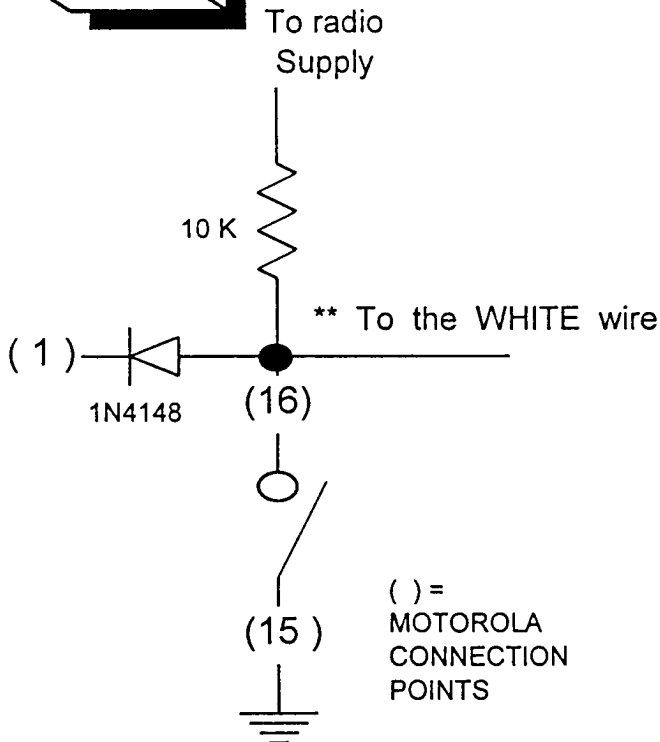 To radio
Supply
10 K
** To the WHITE wire
( 1 )
1N4148
(16)
(15 )
( ) =
MOTOROLA
CONNECTION
POINTS